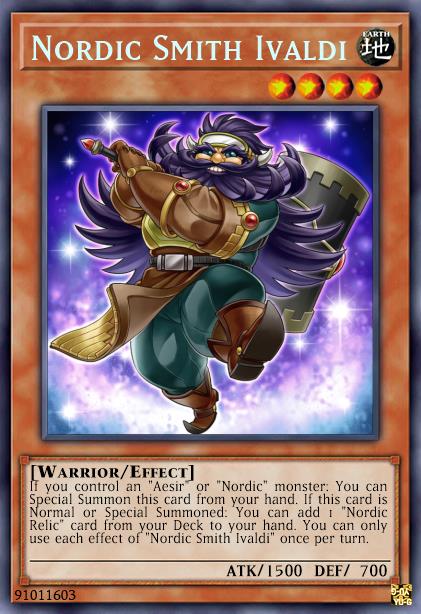 NORDIC SMITH IVALDI
EARTH
地
[WARRIOR/EFFECT]
If you control an "Aesir" or "Nordic" monster: You can
Special Summon this card from your hand. If this card is
Normal or Special Summoned: You can add 1 "Nordic
Relic" card from your Deck to your hand. You can only
use each effect of "Nordic Smith Ivaldi" once per turn.
ATK/1500 DEF/ 700
91011603